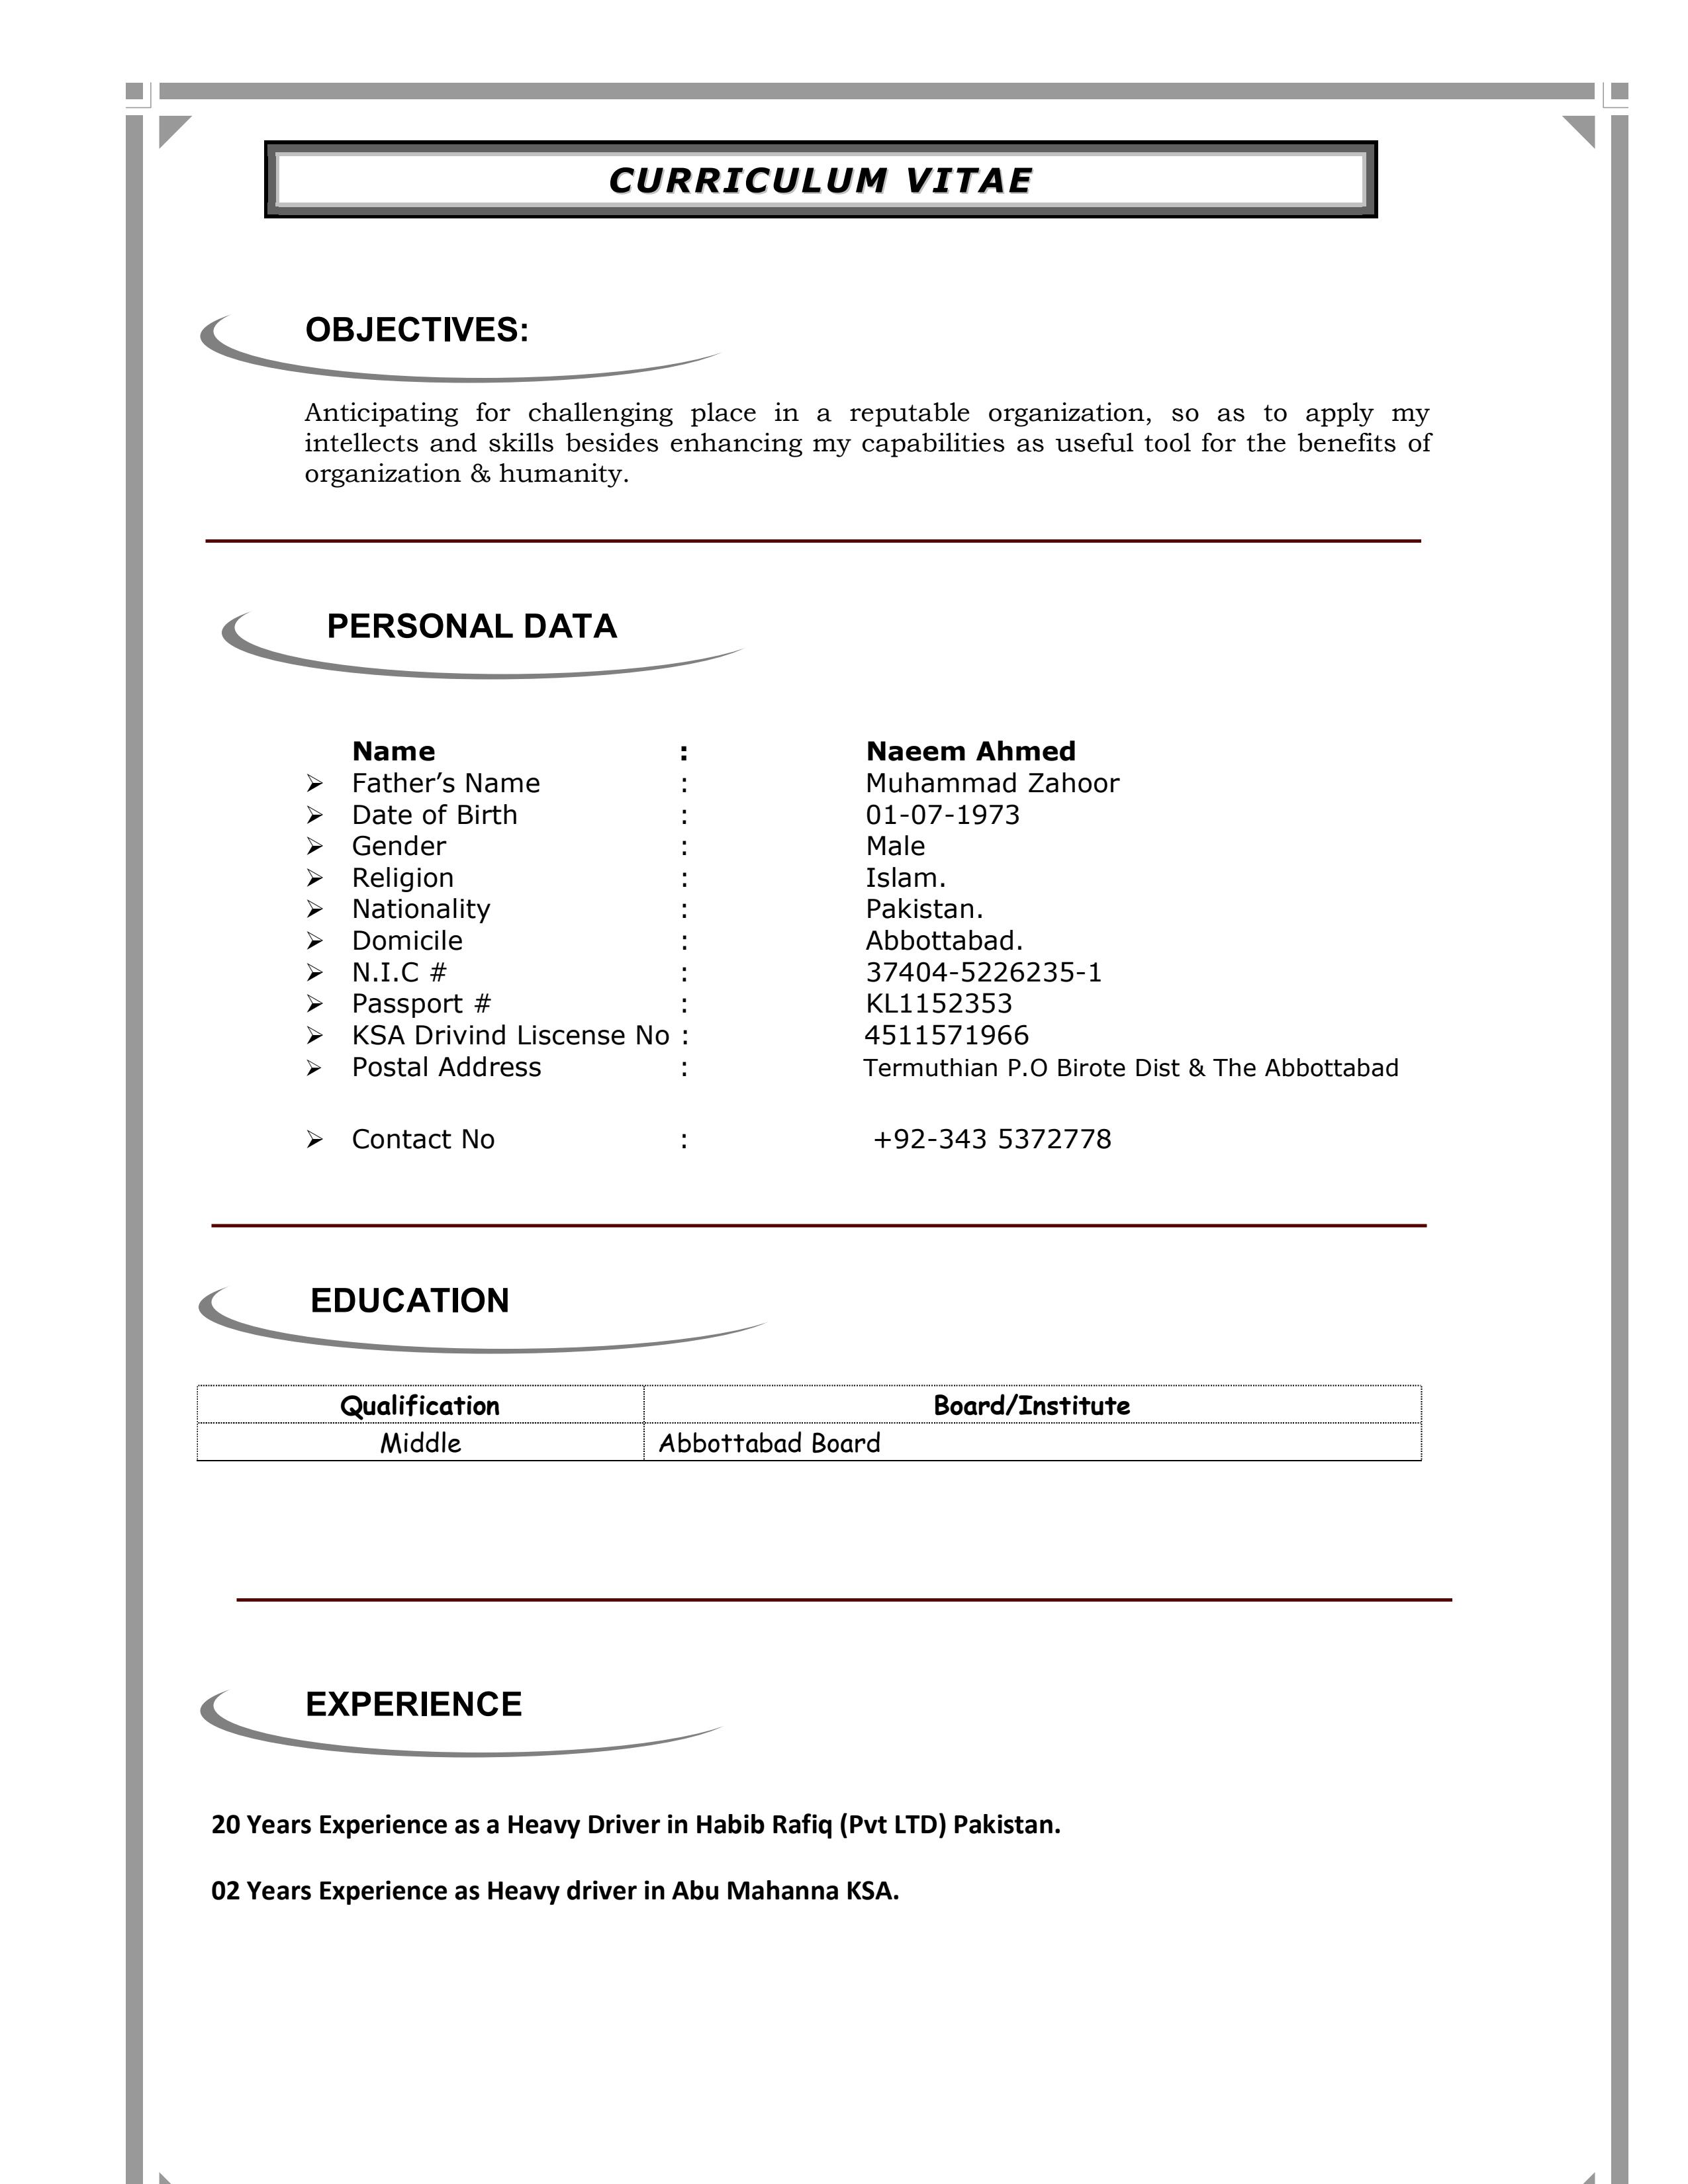 CURRICULUM VITAE
OBJECTIVES:
Anticipating for challenging place in a reputable organization, so as to apply my
intellects and skills besides enhancing my capabilities as useful tool for the benefits of
organization & humanity.
PERSONAL DATA
Name : Naeem Ahmed
➢ Father’s Name : Muhammad Zahoor
➢ Date of Birth : 01-07-1973
➢ Gender : Male
➢ Religion : Islam.
➢ Nationality : Pakistan.
➢ Domicile : Abbottabad.
➢ N.I.C # : 37404-5226235-1
➢ Passport # : KL1152353
➢ KSA Drivind Liscense No : 4511571966
➢ Postal Address : Termuthian P.O Birote Dist & The Abbottabad
➢ Contact No : +92-343 5372778
EDUCATION
Qualification Board/Institute
Middle Abbottabad Board
EXPERIENCE
20 Years Experience as a Heavy Driver in Habib Rafiq (Pvt LTD) Pakistan.
02 Years Experience as Heavy driver in Abu Mahanna KSA.